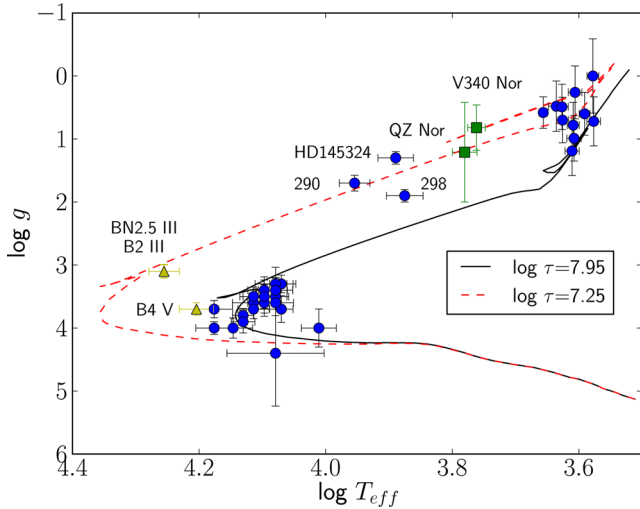 −1
0
1
2
3
4
5
6
4.4
4.2
4.0
3.8
3.6
log g
log T_eff
V340 Nor
QZ Nor
HD145324
290
298
BN2.5 III
B2 III
B4 V
log τ=7.95
log τ=7.25